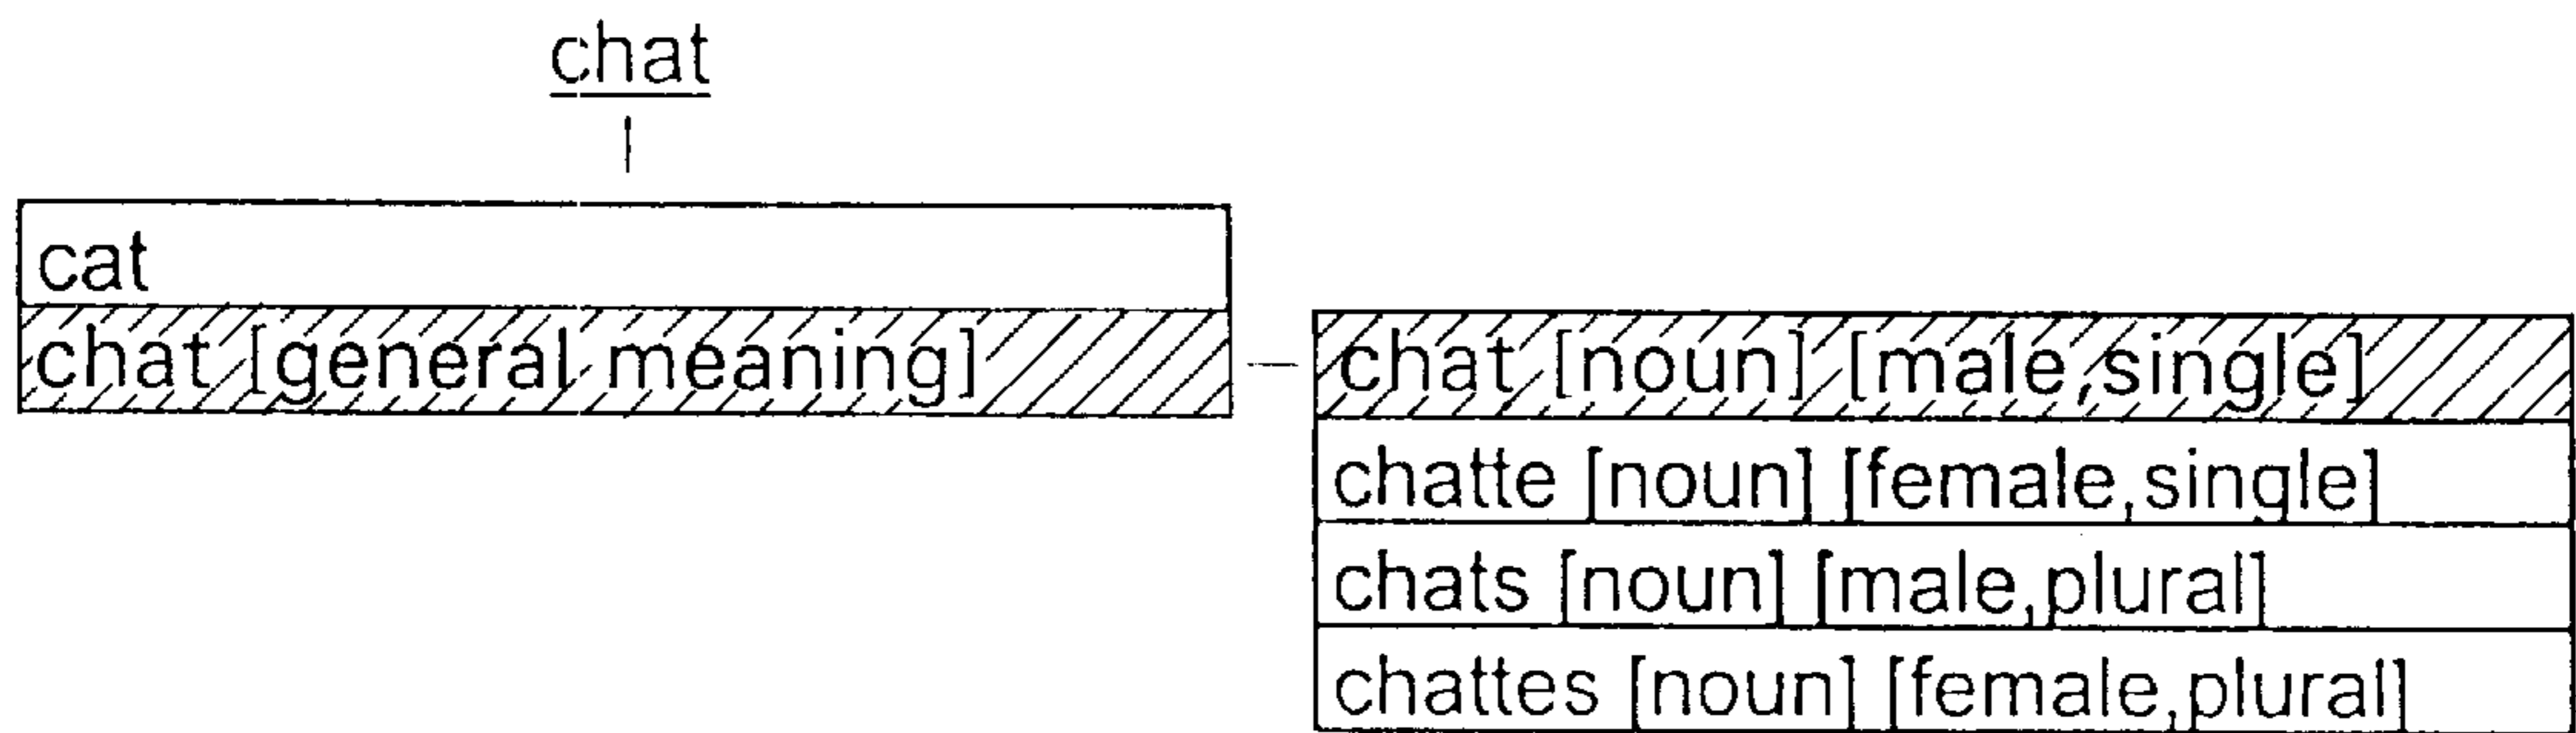 chat
cat
chat [general meaning]
chat [noun] [male,single]
chatte [noun] [female,single]
chats [noun] [male,plural]
chattes [noun] [female,plural]